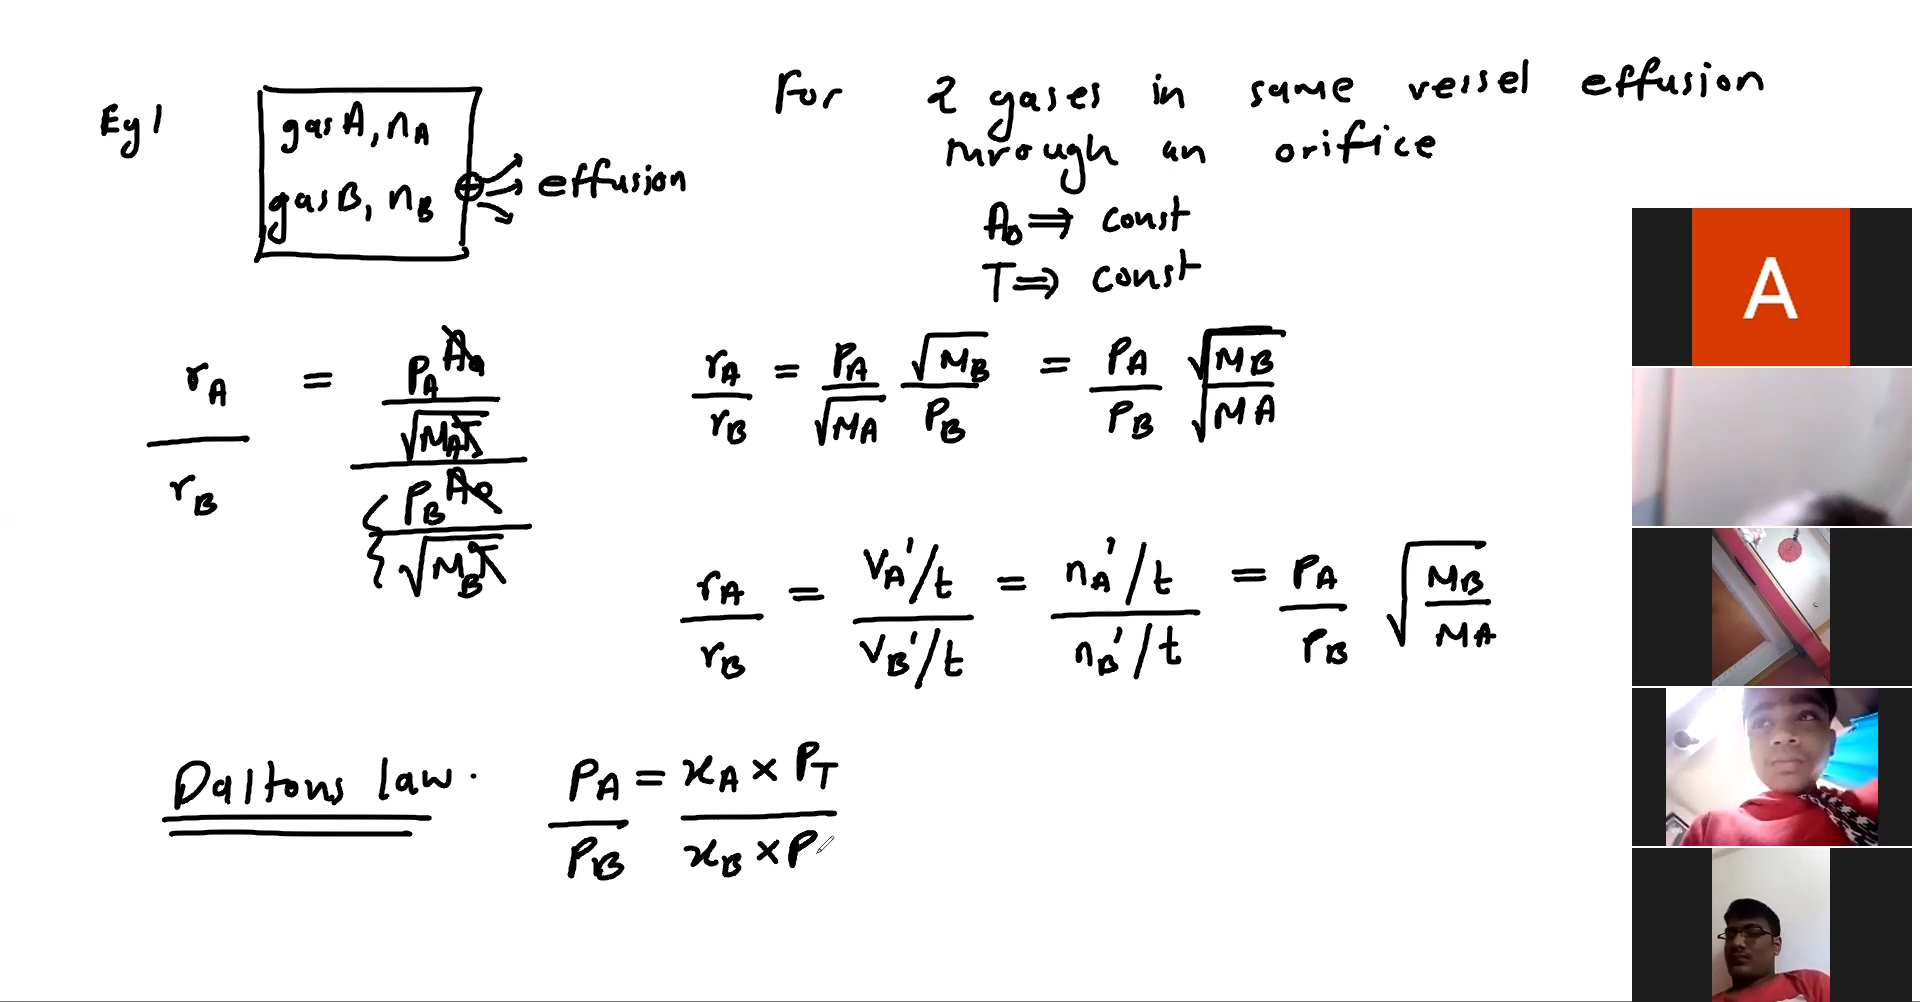 Eg1
gas A, nA
gas B, nB
effusion
For 2 gases in same vessel effusion
through an orifice
A0 ⇒ const
T ⇒ const
rA / rB = (PA A0 / √(MA T)) / (PB A0 / √(MB T))
rA / rB = PA / √MA √MB / PB = PA / PB √MB / √MA
rA / rB = (VA'/t) / (VB'/t) = (nA'/t) / (nB'/t) = PA / PB √(MB / MA)
Daltons law. PA / PB = xA × PT / xB × P
A